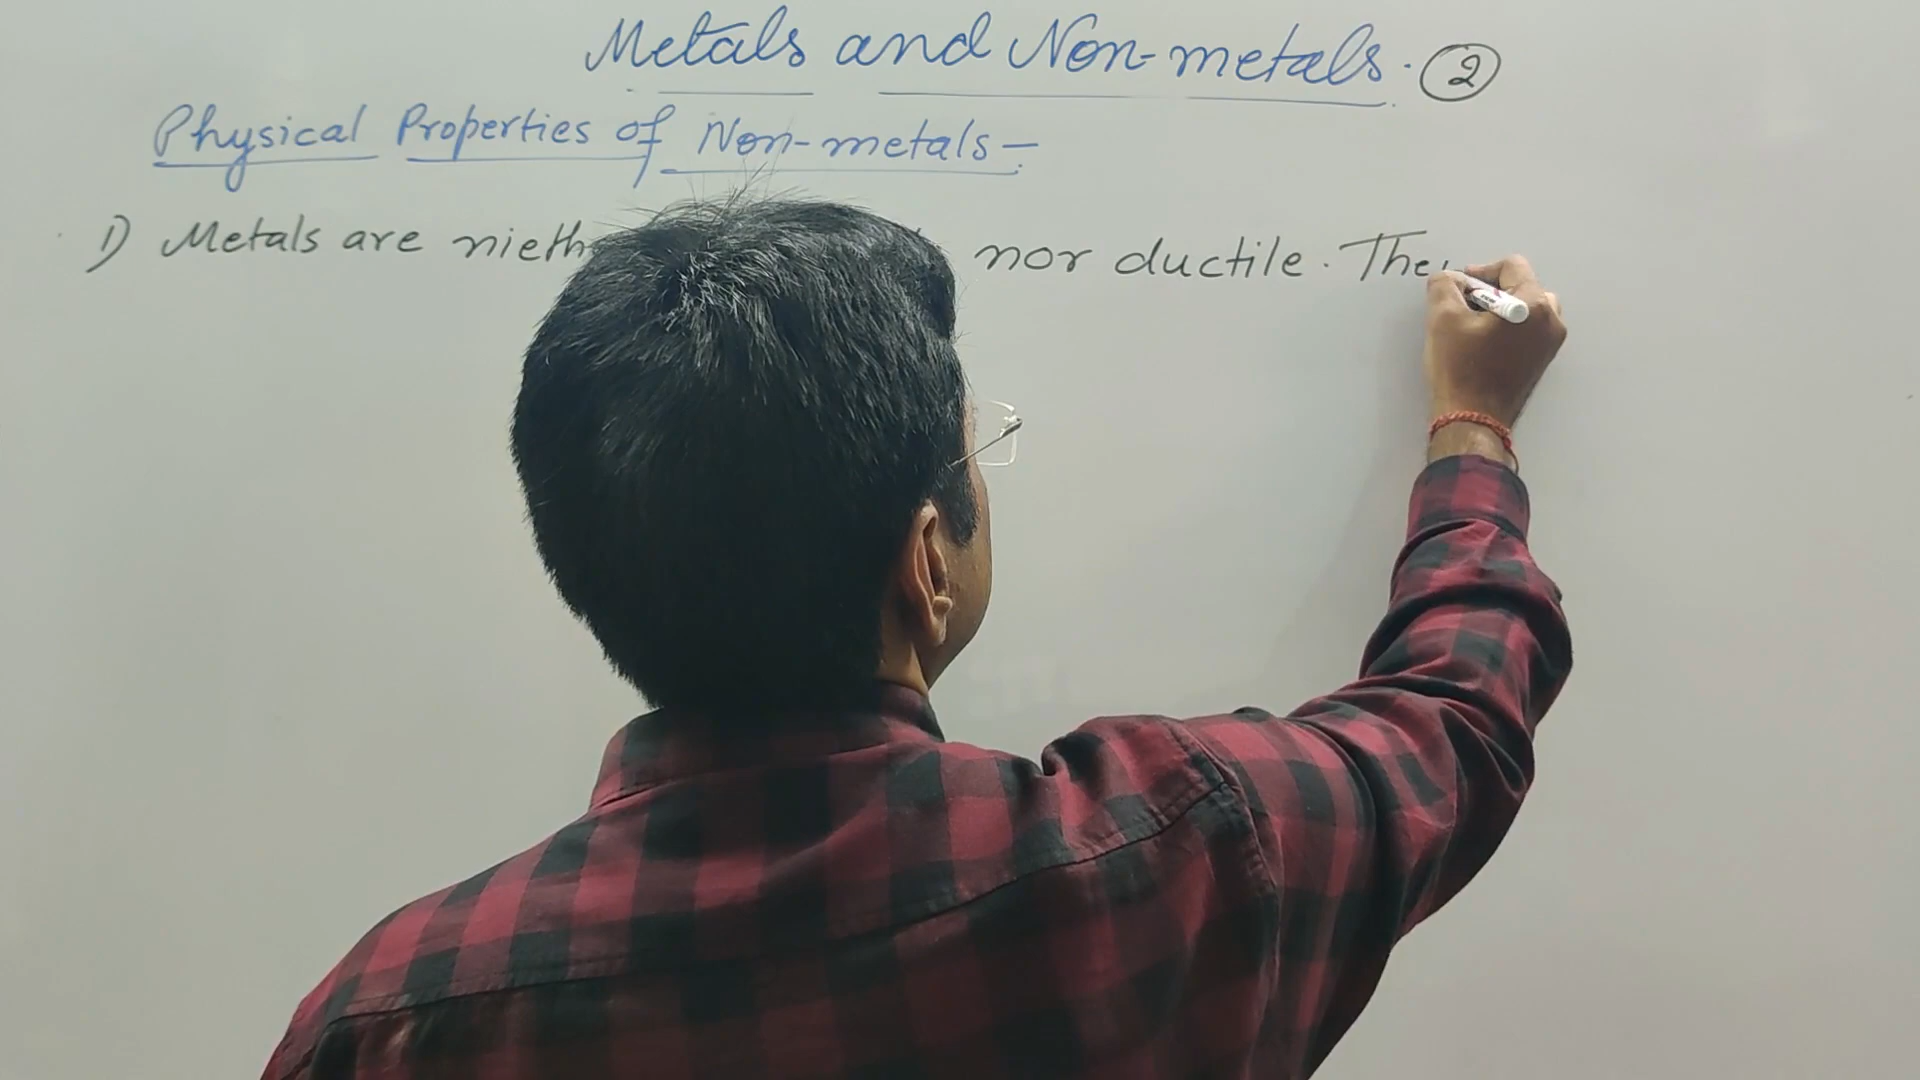 Metals and Non-metals. 2
Physical Properties of Non-metals-
1) Metals are nieth nor ductile. The